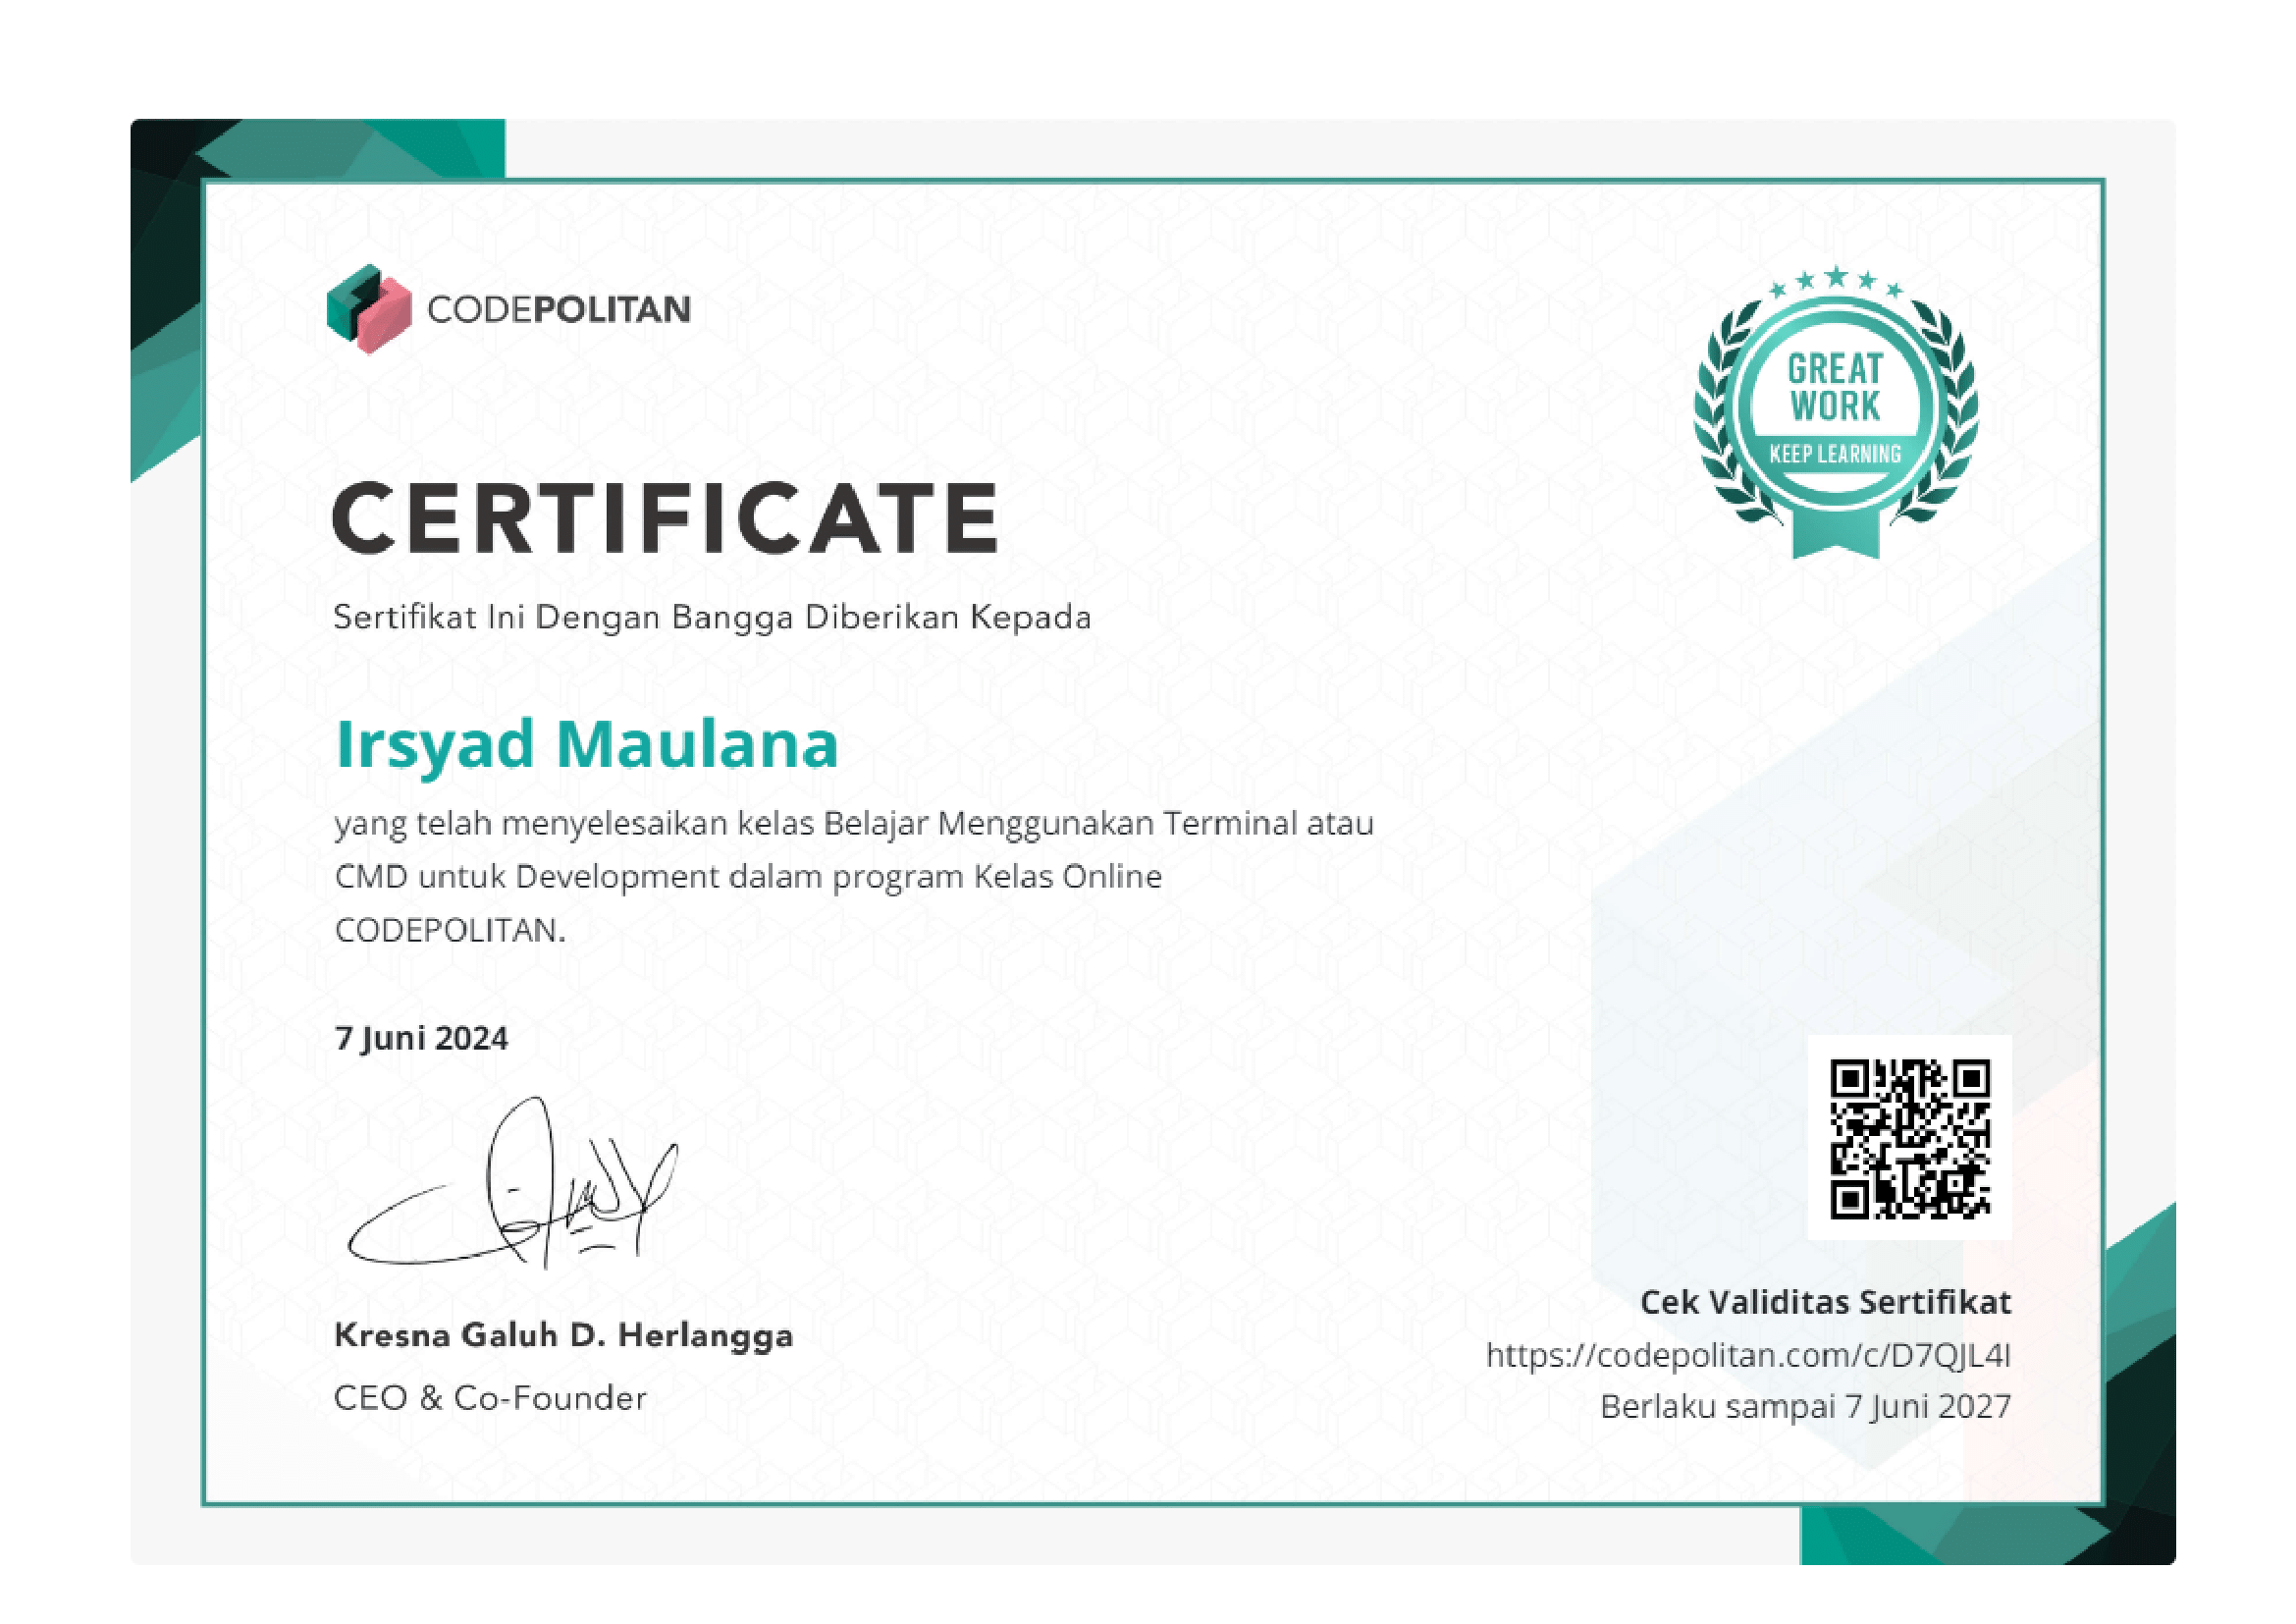 CODEPOLITAN
GREAT
WORK
KEEP LEARNING
CERTIFICATE
Sertifikat Ini Dengan Bangga Diberikan Kepada
Irsyad Maulana
yang telah menyelesaikan kelas Belajar Menggunakan Terminal atau
CMD untuk Development dalam program Kelas Online
CODEPOLITAN.
7 Juni 2024
Kresna Galuh D. Herlangga
CEO & Co-Founder
Cek Validitas Sertifikat
https://codepolitan.com/c/D7QJL4I
Berlaku sampai 7 Juni 2027